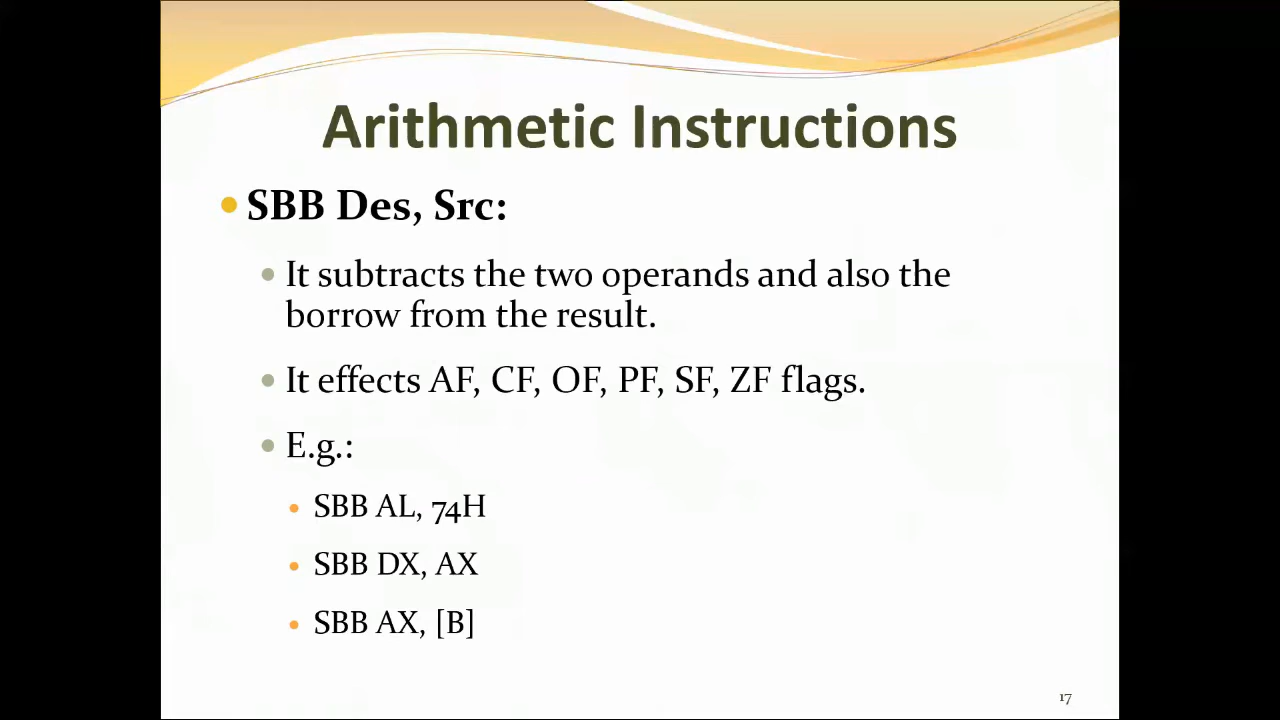 Arithmetic Instructions
SBB Des, Src:
It subtracts the two operands and also the
borrow from the result.
It effects AF, CF, OF, PF, SF, ZF flags.
E.g.:
SBB AL, 74H
SBB DX, AX
SBB AX, [B]
17